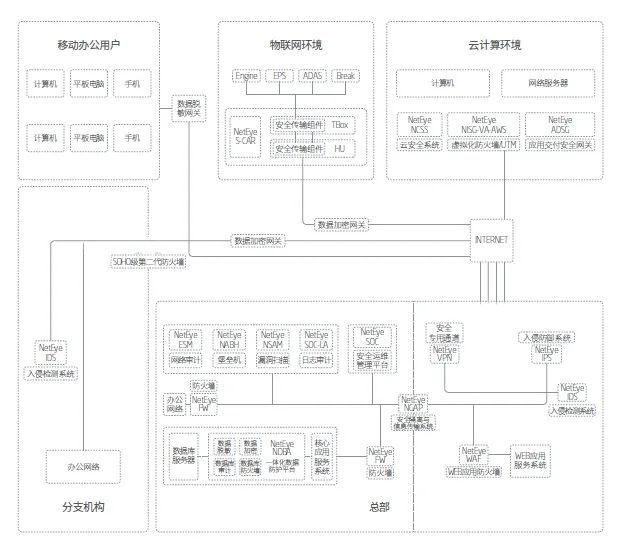 移动办公用户
计算机
平板电脑
手机
计算机
平板电脑
手机
数据脱
敏网关
物联网环境
Engine
EPS
ADAS
Break
NetEye
S-CAR
安全传输组件
TBox
安全传输组件
HU
云计算环境
计算机
网络服务器
NetEye
NCSS
云安全系统
NetEye
NISG-VA-AWS
虚拟化防火墙/UTM
NetEye
ADSG
应用交付安全网关
数据加密网关
数据加密网关
INTERNET
SOHO级第二代防火墙
NetEye
IDS
入侵检测系统
办公网络
分支机构
NetEye
ESM
网络审计
NetEye
NABH
堡垒机
NetEye
NSAM
漏洞扫描
NetEye
SOC-LA
日志审计
NetEye
SOC
安全运维
管理平台
安全
专用通道
NetEye
VPN
入侵防御系统
NetEye
IPS
NetEye
IDS
入侵检测系统
防火墙
办公
网络
NetEye
FW
NetEye
NGAP
安全隔离与
信息传输系统
数据库
服务器
数据
脱敏
数据
加密
数据库
审计
数据库
防火墙
NetEye
NDBA
一体化数据
防护平台
核心
应用
服务
系统
NetEye
FW
防火墙
NetEye
WAF
WEB应用防火墙
WEB应用
服务系统
总部